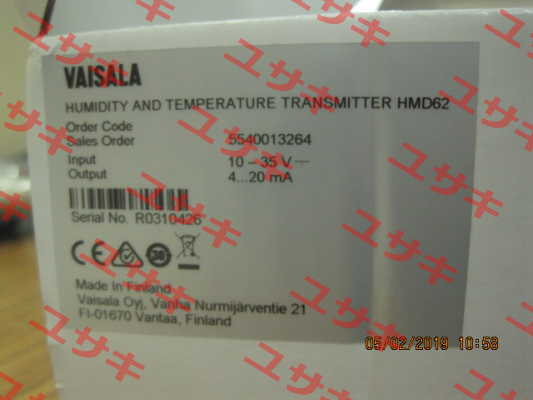 VAISALA
HUMIDITY AND TEMPERATURE TRANSMITTER HMD62
Order Code
Sales Order 5540013264
Input 10 – 35 V
Output 4...20 mA
Serial No. R0310426
CE
20
Made In Finland
Vaisala Oyj, Vanha Nurmijärventie 21
FI-01670 Vantaa, Finland
05/02/2019 10:58
ユサキ